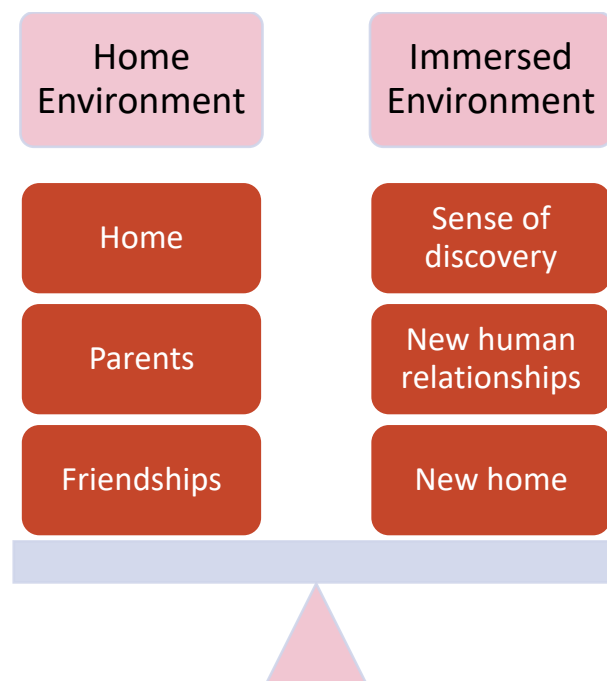 Home
Environment
Immersed
Environment
Home
Sense of
discovery
Parents
New human
relationships
Friendships
New home